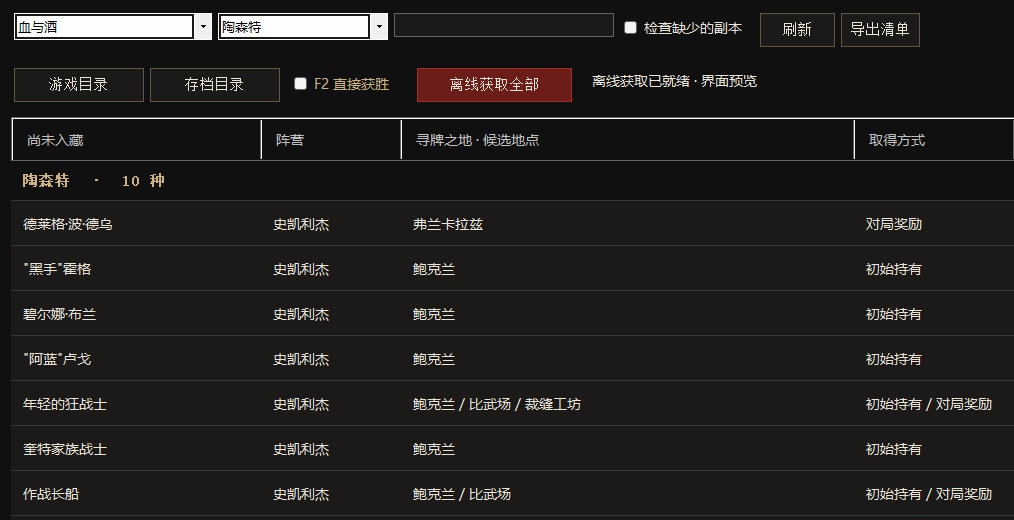 血与酒 陶森特 检查缺少的副本 刷新 导出清单
游戏目录 存档目录 F2 直接获胜 离线获取全部 离线获取已就绪 · 界面预览
尚未入藏 阵营 寻牌之地 · 候选地点 取得方式
陶森特 · 10 种
德莱格·波·德乌 史凯利杰 弗兰卡拉兹 对局奖励
"黑手"霍格 史凯利杰 鲍克兰 初始持有
碧尔娜·布兰 史凯利杰 鲍克兰 初始持有
"阿蓝"卢戈 史凯利杰 鲍克兰 初始持有
年轻的狂战士 史凯利杰 鲍克兰 / 比武场 / 裁缝工坊 初始持有 / 对局奖励
奎特家族战士 史凯利杰 鲍克兰 初始持有
作战长船 史凯利杰 鲍克兰 / 比武场 初始持有 / 对局奖励